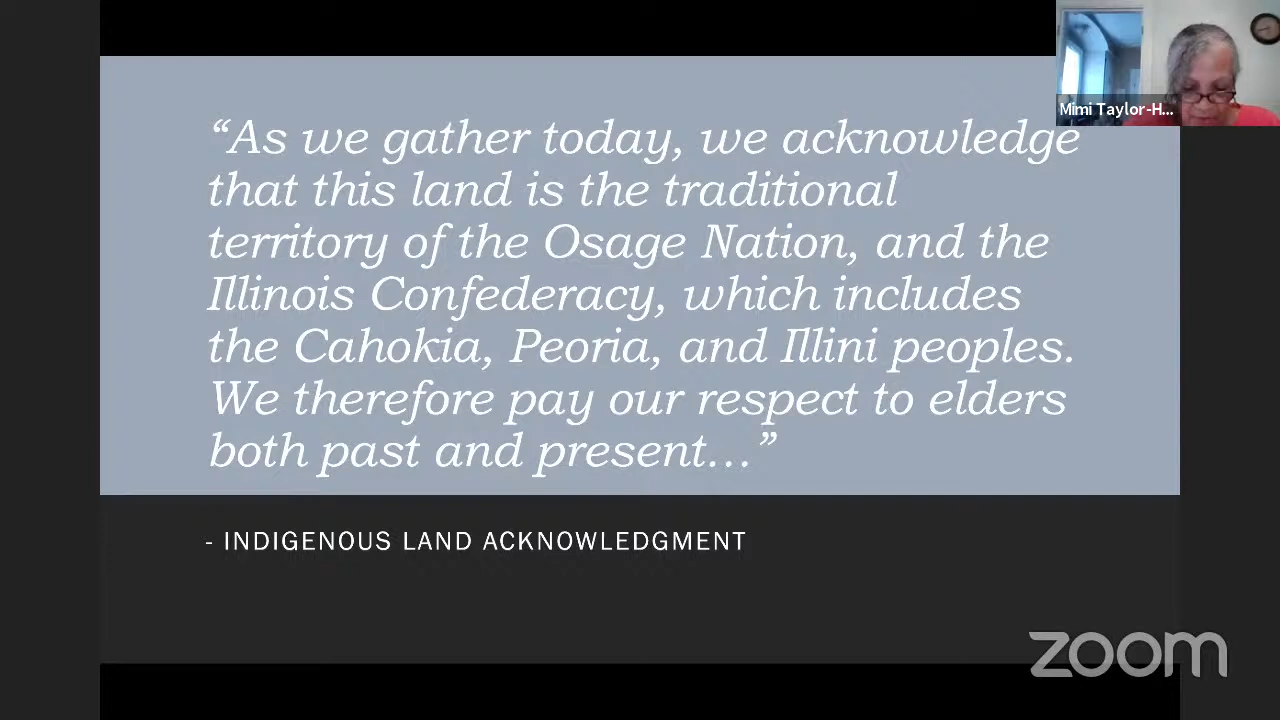 Mimi Taylor-H...
“As we gather today, we acknowledge
that this land is the traditional
territory of the Osage Nation, and the
Illinois Confederacy, which includes
the Cahokia, Peoria, and Illini peoples.
We therefore pay our respect to elders
both past and present...”
- INDIGENOUS LAND ACKNOWLEDGMENT
zoom